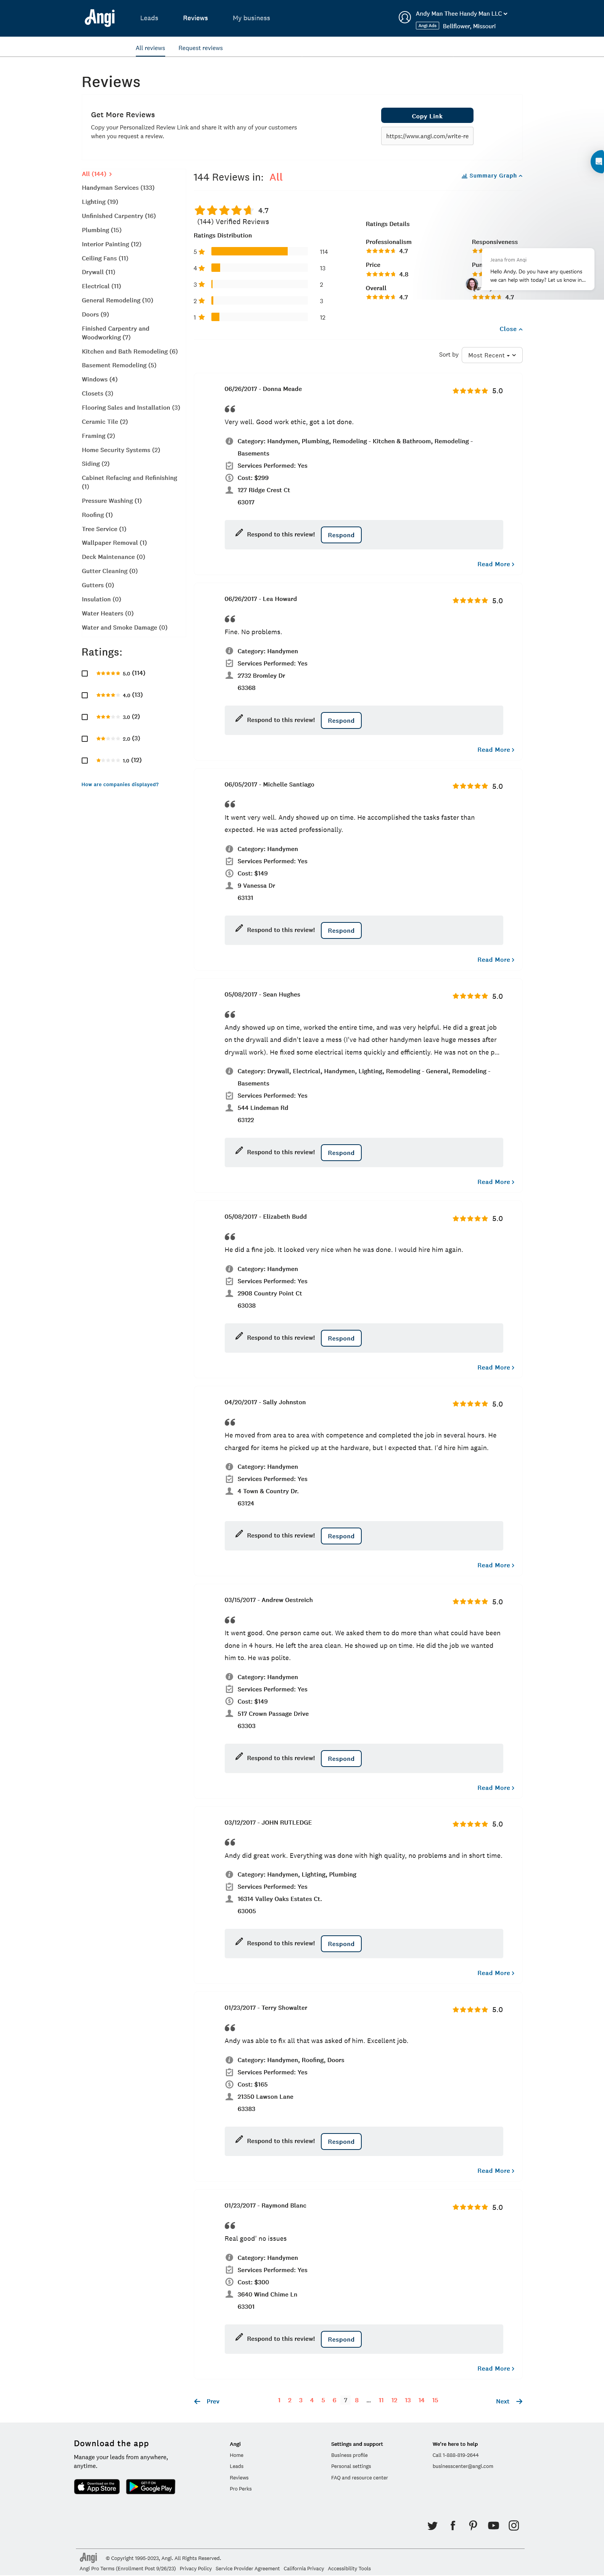 Angi
Leads
Reviews
My business
Andy Man Thee Handy Man LLC
Angi Ads
Bellflower, Missouri
All reviews
Request reviews
Reviews
Get More Reviews
Copy your Personalized Review Link and share it with any of your customers
when you request a review.
Copy Link
https://www.angi.com/write-re
All (144)
Handyman Services (133)
Lighting (19)
Unfinished Carpentry (16)
Plumbing (15)
Interior Painting (12)
Ceiling Fans (11)
Drywall (11)
Electrical (11)
General Remodeling (10)
Doors (9)
Finished Carpentry and
Woodworking (7)
Kitchen and Bath Remodeling (6)
Basement Remodeling (5)
Windows (4)
Closets (3)
Flooring Sales and Installation (3)
Ceramic Tile (2)
Framing (2)
Home Security Systems (2)
Siding (2)
Cabinet Refacing and Refinishing
(1)
Pressure Washing (1)
Roofing (1)
Tree Service (1)
Wallpaper Removal (1)
Deck Maintenance (0)
Gutter Cleaning (0)
Gutters (0)
Insulation (0)
Water Heaters (0)
Water and Smoke Damage (0)
Ratings:
5.0 (114)
4.0 (13)
3.0 (2)
2.0 (3)
1.0 (12)
How are companies displayed?
144 Reviews in: All
Summary Graph
4.7
(144) Verified Reviews
Ratings Distribution
5 114
4 13
3 2
2 3
1 12
Ratings Details
Professionalism
4.7
Price
4.8
Overall
4.7
Responsiveness
4.7
Jeana from Angi
Hello Andy. Do you have any questions
we can help with today? Let us know in...
Close
Sort by
Most Recent
06/26/2017 - Donna Meade
5.0
Very well. Good work ethic, got a lot done.
Category: Handymen, Plumbing, Remodeling - Kitchen & Bathroom, Remodeling -
Basements
Services Performed: Yes
Cost: $299
127 Ridge Crest Ct
63017
Respond to this review! Respond
Read More
06/26/2017 - Lea Howard
5.0
Fine. No problems.
Category: Handymen
Services Performed: Yes
2732 Bromley Dr
63368
Respond to this review! Respond
Read More
06/05/2017 - Michelle Santiago
5.0
It went very well. Andy showed up on time. He accomplished the tasks faster than
expected. He was acted professionally.
Category: Handymen
Services Performed: Yes
Cost: $149
9 Vanessa Dr
63131
Respond to this review! Respond
Read More
05/08/2017 - Sean Hughes
5.0
Andy showed up on time, worked the entire time, and was very helpful. He did a great job
on the drywall and didn't leave a mess (I've had other handymen leave huge messes after
drywall work). He fixed some electrical items quickly and efficiently. He was not on the p...
Category: Drywall, Electrical, Handymen, Lighting, Remodeling - General, Remodeling -
Basements
Services Performed: Yes
544 Lindeman Rd
63122
Respond to this review! Respond
Read More
05/08/2017 - Elizabeth Budd
5.0
He did a fine job. It looked very nice when he was done. I would hire him again.
Category: Handymen
Services Performed: Yes
2908 Country Point Ct
63038
Respond to this review! Respond
Read More
04/20/2017 - Sally Johnston
5.0
He moved from area to area with competence and completed the job in several hours. He
charged for items he picked up at the hardware, but I expected that. I'd hire him again.
Category: Handymen
Services Performed: Yes
4 Town & Country Dr.
63124
Respond to this review! Respond
Read More
03/15/2017 - Andrew Oestreich
5.0
It went good. One person came out. We asked them to do more than what could have been
done in 4 hours. He left the area clean. He showed up on time. He did the job we wanted
him to. He was polite.
Category: Handymen
Services Performed: Yes
Cost: $149
517 Crown Passage Drive
63303
Respond to this review! Respond
Read More
03/12/2017 - JOHN RUTLEDGE
5.0
Andy did great work. Everything was done with high quality, no problems and in short time.
Category: Handymen, Lighting, Plumbing
Services Performed: Yes
16314 Valley Oaks Estates Ct.
63005
Respond to this review! Respond
Read More
01/23/2017 - Terry Showalter
5.0
Andy was able to fix all that was asked of him. Excellent job.
Category: Handymen, Roofing, Doors
Services Performed: Yes
Cost: $165
21350 Lawson Lane
63383
Respond to this review! Respond
Read More
01/23/2017 - Raymond Blanc
5.0
Real good' no issues
Category: Handymen
Services Performed: Yes
Cost: $300
3640 Wind Chime Ln
63301
Respond to this review! Respond
Read More
Prev 1 2 3 4 5 6 7 8 ... 11 12 13 14 15 Next
Download the app
Manage your leads from anywhere,
anytime.
Download on the
App Store
GET IT ON
Google Play
Angi
Home
Leads
Reviews
Pro Perks
Settings and support
Business profile
Personal settings
FAQ and resource center
We're here to help
Call 1-888-819-2644
businesscenter@angi.com
Angi © Copyright 1995-2023, Angi. All Rights Reserved.
Angi Pro Terms (Enrollment Post 9/26/23) Privacy Policy Service Provider Agreement California Privacy Accessibility Tools